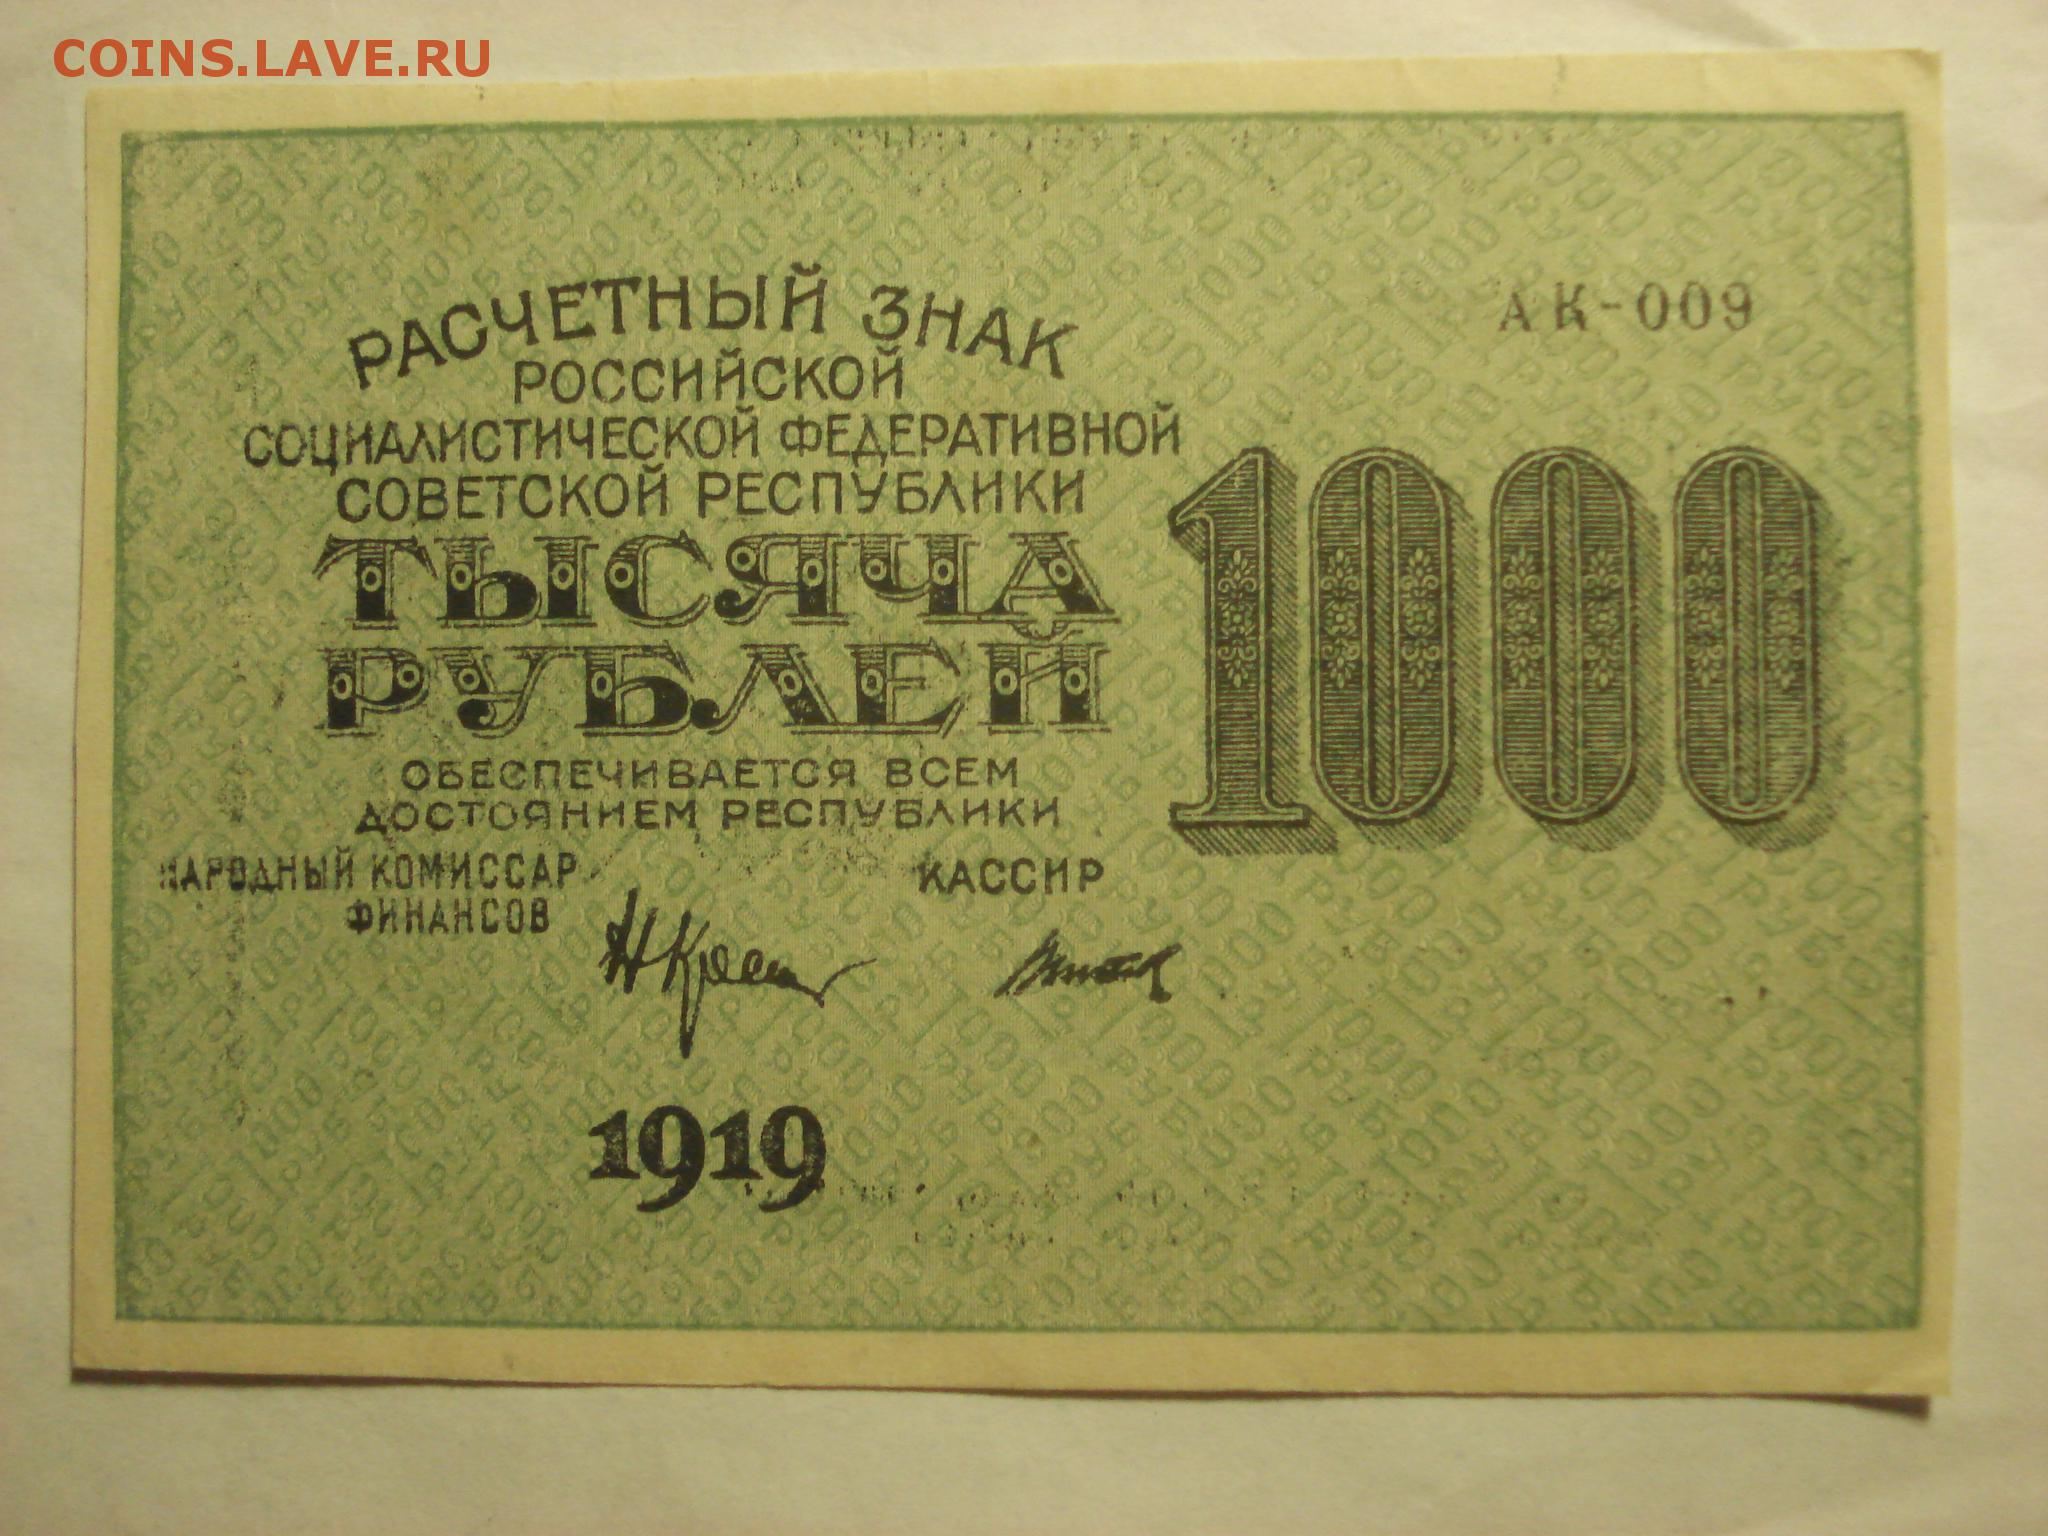 COINS.LAVE.RU
РАСЧЕТНЫЙ ЗНАК
РОССИЙСКОЙ
СОЦИАЛИСТИЧЕСКОЙ ФЕДЕРАТИВНОЙ
СОВЕТСКОЙ РЕСПУБЛИКИ
ТЫСЯЧА
РУБЛЕЙ
ОБЕСПЕЧИВАЕТСЯ ВСЕМ
ДОСТОЯНИЕМ РЕСПУБЛИКИ
НАРОДНЫЙ КОМИССАР
ФИНАНСОВ
КАССИР
1919
АК-009
1000